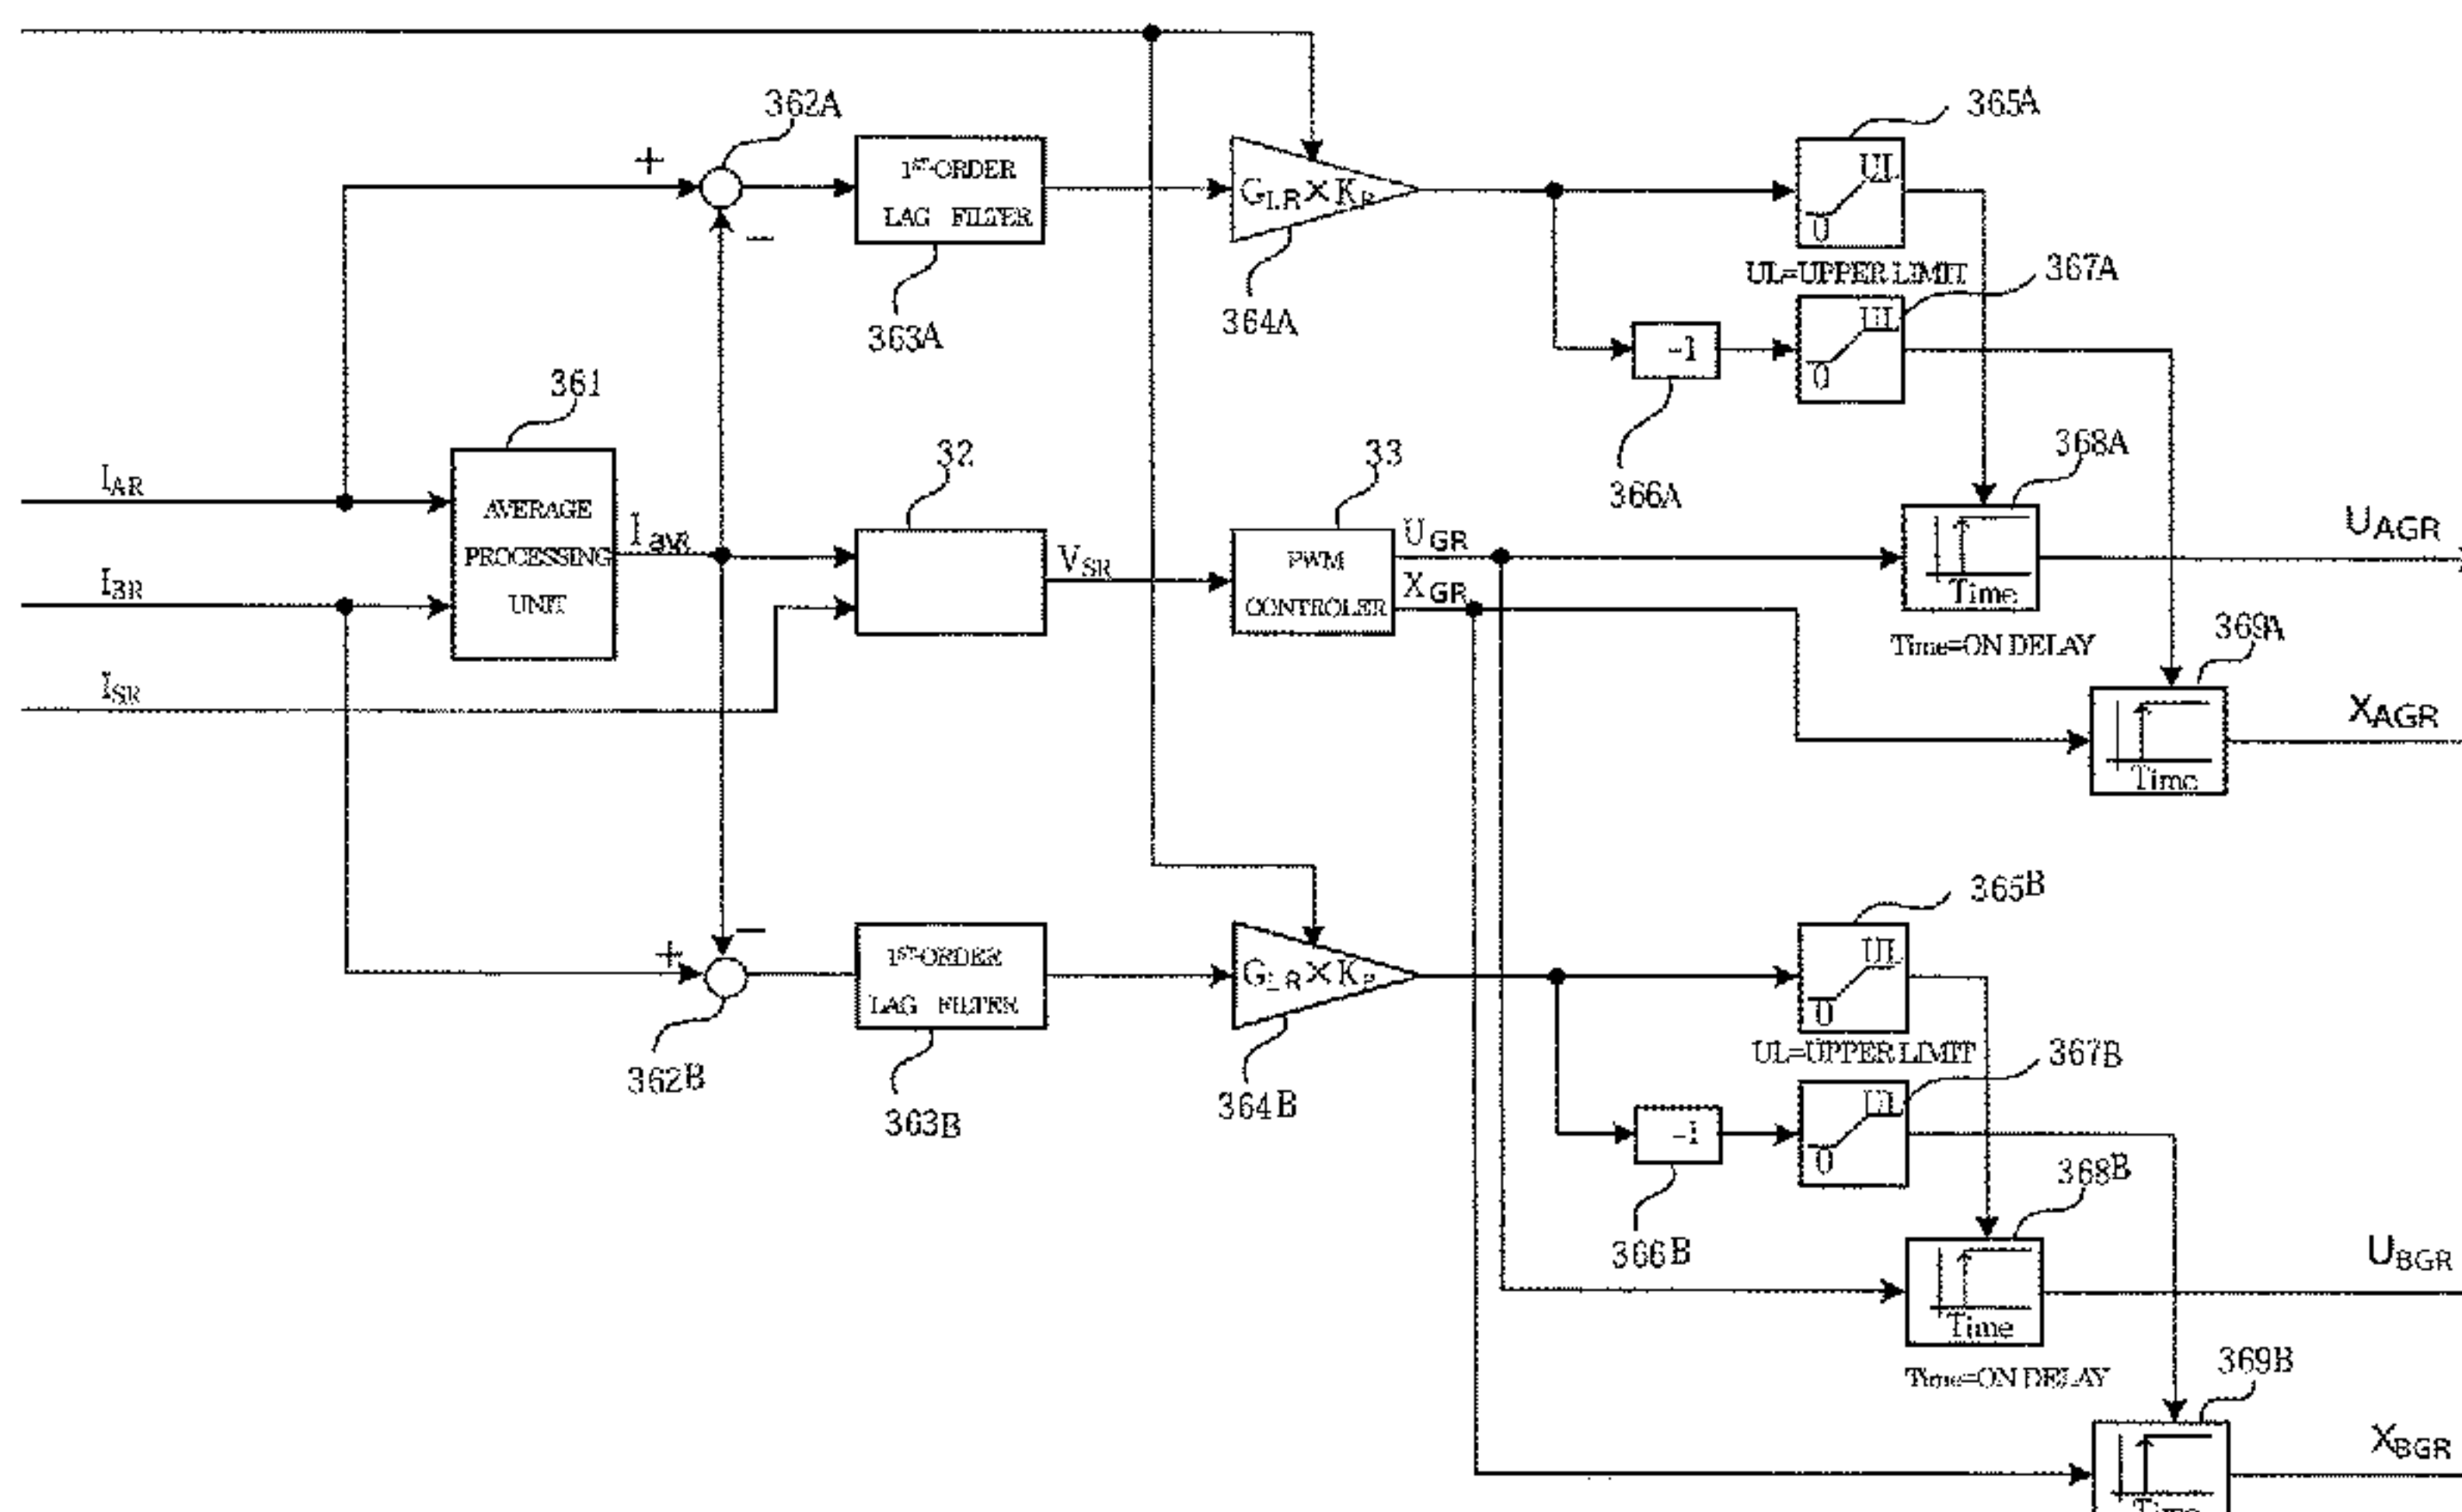 362A
365A
+
1ST-ORDER
LAG FILTER
UL
0
GLR×KP
−
UL=UPPER LIMIT
367A
363A
364A
-1
UL
0
361
32
33
366A
368A
IAR
AVERAGE
PROCESSING
UNIT
IavR
VSR
PWM
CONTROLER
UGR
XGR
Time
UAGR
IBR
Time=ON DELAY
369A
ISR
Time
XAGR
365B
−
+
1ST-ORDER
LAG FILTER
GLR×KP
UL
0
UL=UPPER LIMIT
367B
362B
363B
364B
-1
UL
0
368B
366B
Time
UBGR
Time=ON DELAY
369B
XBGR
Time